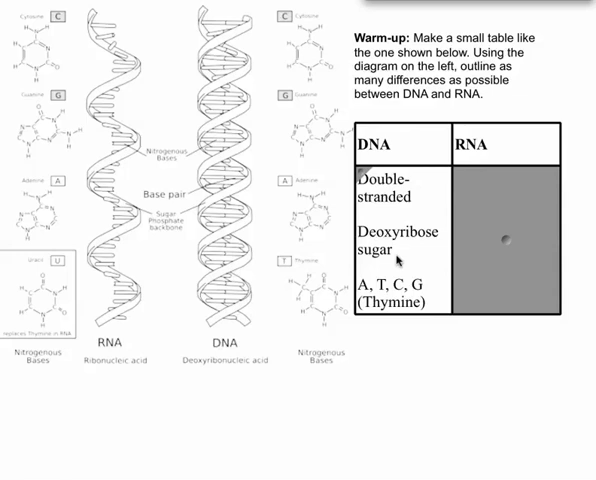 Cytosine C
Guanine G
Adenine A
Uracil U
replaces Thymine in RNA
Nitrogenous
Bases
Nitrogenous
Bases
Base pair
Sugar
Phosphate
backbone
RNA
Ribonucleic acid
DNA
Deoxyribonucleic acid
C Cytosine
G Guanine
A Adenine
T Thymine
Nitrogenous
Bases
Warm-up: Make a small table like
the one shown below. Using the
diagram on the left, outline as
many differences as possible
between DNA and RNA.
DNA RNA
Double-
stranded
Deoxyribose
sugar
A, T, C, G
(Thymine)